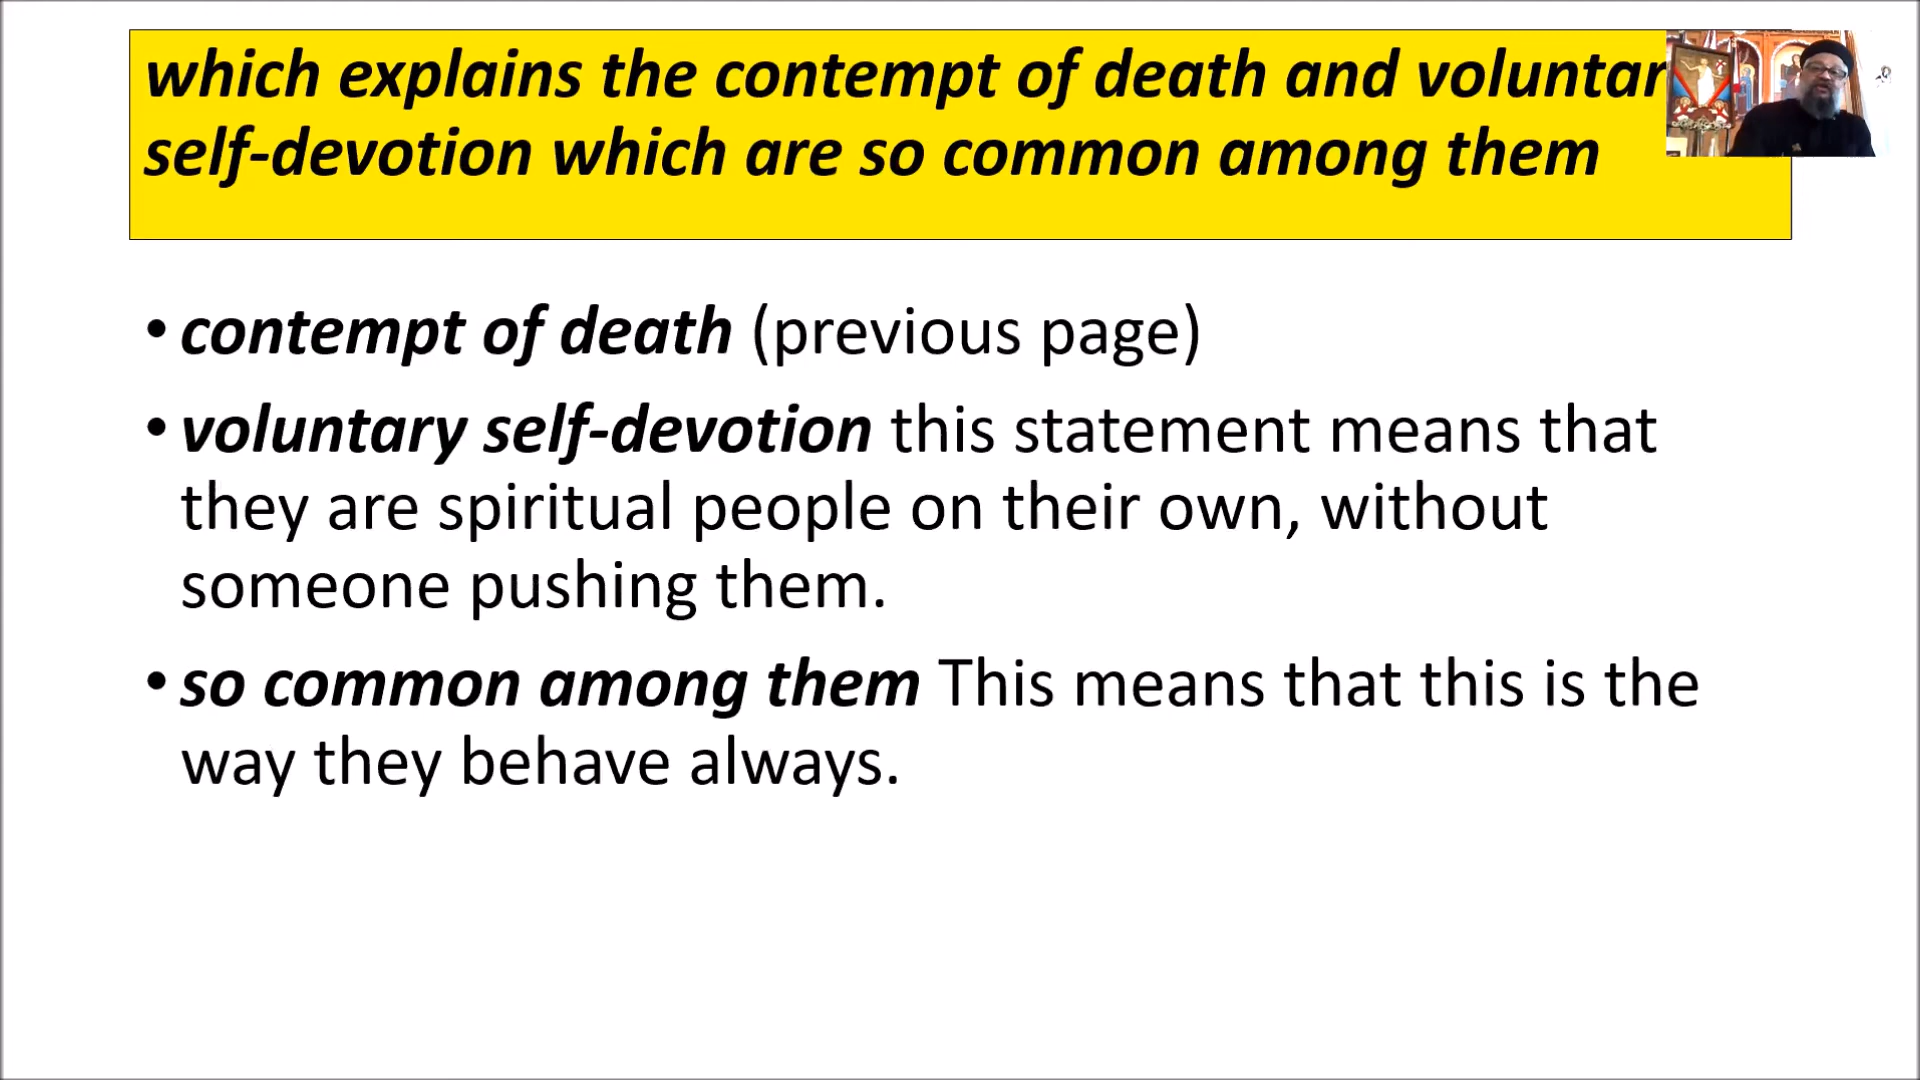 which explains the contempt of death and voluntar
self-devotion which are so common among them
• contempt of death (previous page)
• voluntary self-devotion this statement means that
they are spiritual people on their own, without
someone pushing them.
• so common among them This means that this is the
way they behave always.